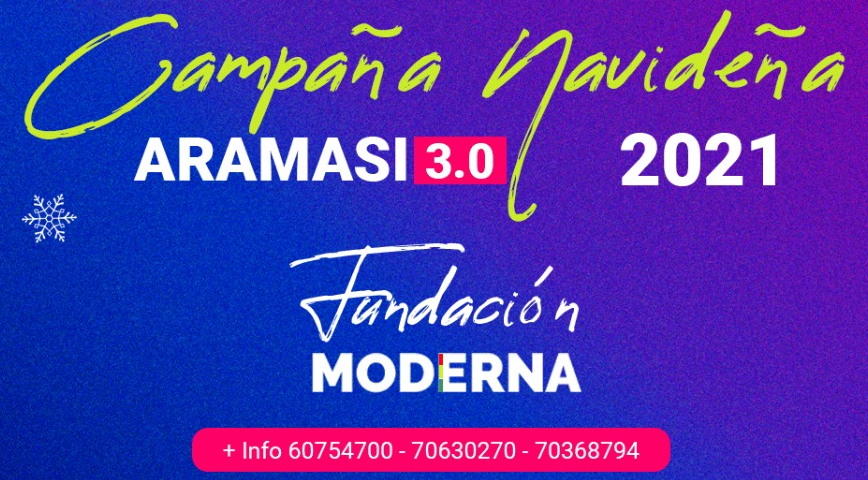 Campaña Navideña
ARAMASI 3.0 2021
Fundación
MODERNA
+ Info 60754700 - 70630270 - 70368794